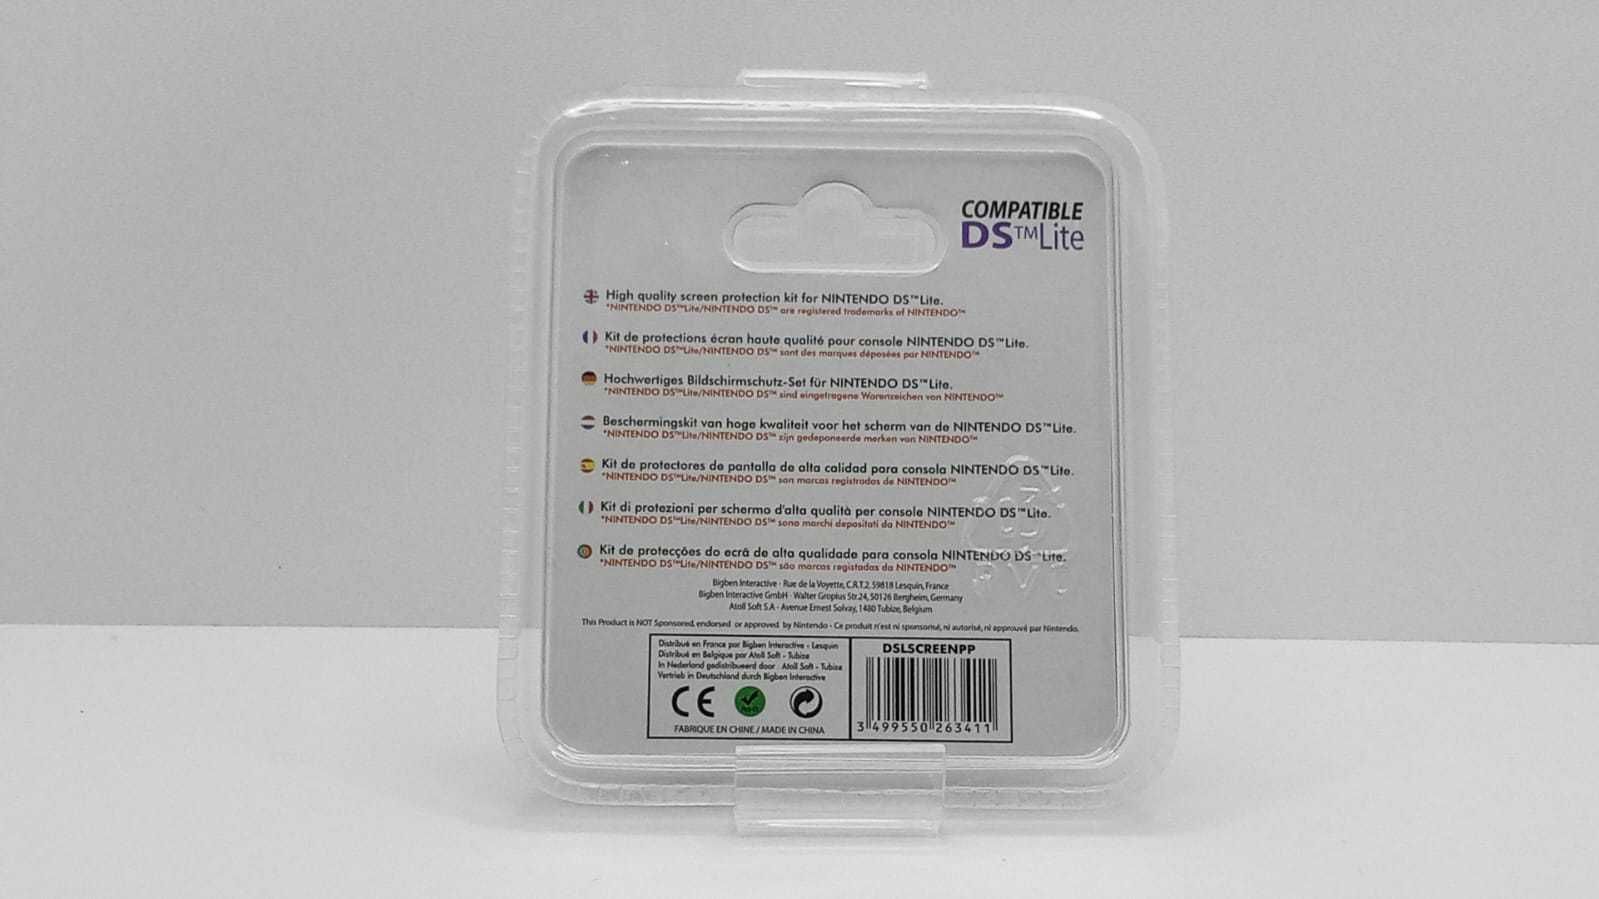 COMPATIBLE
DS™Lite
High quality screen protection kit for NINTENDO DS™Lite.
*NINTENDO DS™Lite/NINTENDO DS™ are registered trademarks of NINTENDO™
Kit de protections écran haute qualité pour console NINTENDO DS™Lite.
*NINTENDO DS™Lite/NINTENDO DS™ sont des marques déposées par NINTENDO™
Hochwertiges Bildschirmschutz-Set für NINTENDO DS™Lite.
*NINTENDO DS™Lite/NINTENDO DS™ sind eingetragene Warenzeichen von NINTENDO™
Beschermingskit van hoge kwaliteit voor het scherm van de NINTENDO DS™Lite.
*NINTENDO DS™Lite/NINTENDO DS™ zijn gedeponeerde merken van NINTENDO™
Kit de protectores de pantalla de alta calidad para consola NINTENDO DS™Lite.
*NINTENDO DS™Lite/NINTENDO DS™ son marcas registradas de NINTENDO™
Kit di protezioni per schermo d'alta qualità per console NINTENDO DS™Lite.
*NINTENDO DS™Lite/NINTENDO DS™ sono marchi depositati da NINTENDO™
Kit de protecções do ecrã de alta qualidade para consola NINTENDO DS™Lite.
*NINTENDO DS™Lite/NINTENDO DS™ são marcas registadas da NINTENDO™
Bigben Interactive - Rue de la Voyette, C.R.T.2, 59818 Lesquin, France
Bigben Interactive GmbH - Walter Gropius Str.24, 50126 Bergheim, Germany
Atoll Soft S.A - Avenue Ernest Solvay, 1480 Tubize, Belgium
This Product is NOT Sponsored, endorsed or approved by Nintendo - Ce produit n'est ni sponsorisé, ni autorisé, ni approuvé par Nintendo.
Distribué en France par Bigben Interactive - Lesquin
Distribué en Belgique par Atoll Soft - Tubize
In Nederland gedistribueerd door : Atoll Soft - Tubize
Vertrieb in Deutschland durch Bigben Interactive
CE
FABRIQUE EN CHINE / MADE IN CHINA
DSLSCREENPP
3 499550 263411